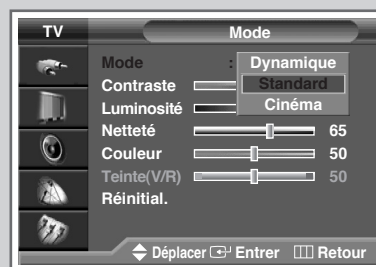 TV Mode
Mode : Dynamique
Contraste Standard
Luminosité Cinéma
Netteté 65
Couleur 50
Teinte(V/R) 50
Réinitial.
Déplacer Entrer Retour